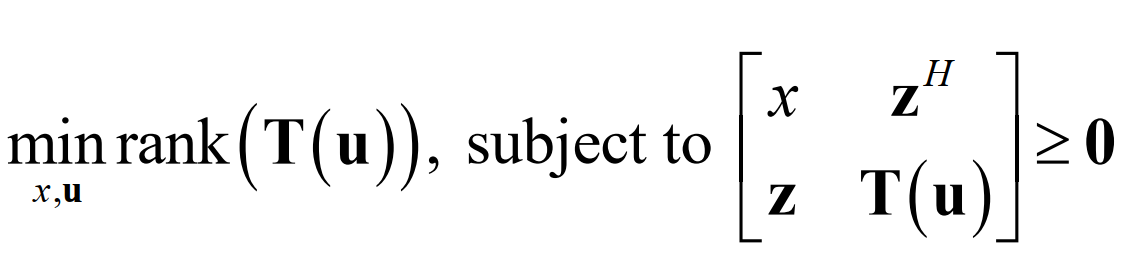 min rank(T(u)), subject to [x z^H; z T(u)] ≥ 0
x,u